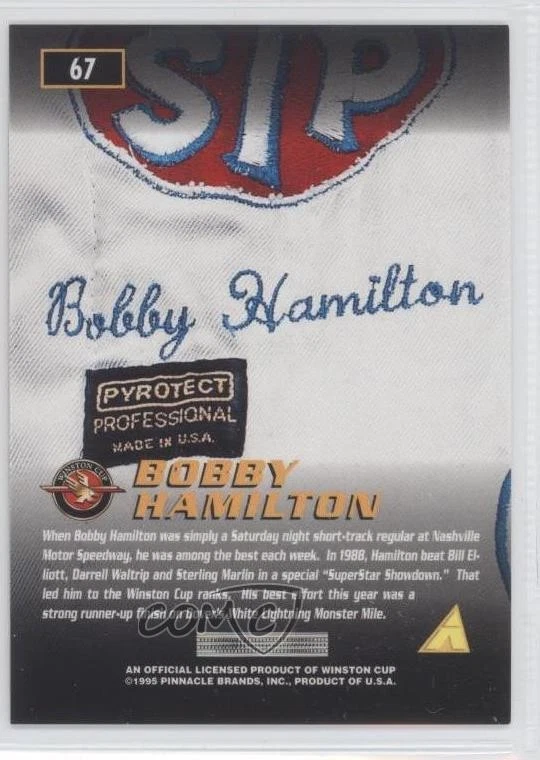 67
STP
Bobby Hamilton
PYROTECT
PROFESSIONAL
MADE IN U.S.A.
WINSTON CUP
BOBBY
HAMILTON
When Bobby Hamilton was simply a Saturday night short-track regular at Nashville
Motor Speedway, he was among the best each week. In 1988, Hamilton beat Bill El-
liott, Darrell Waltrip and Sterling Marlin in a special "SuperStar Showdown." That
led him to the Winston Cup ranks. His best effort this year was a
strong runner-up finish on White Lightning Monster Mile.
COMC
AN OFFICIAL LICENSED PRODUCT OF WINSTON CUP
©1995 PINNACLE BRANDS, INC., PRODUCT OF U.S.A.